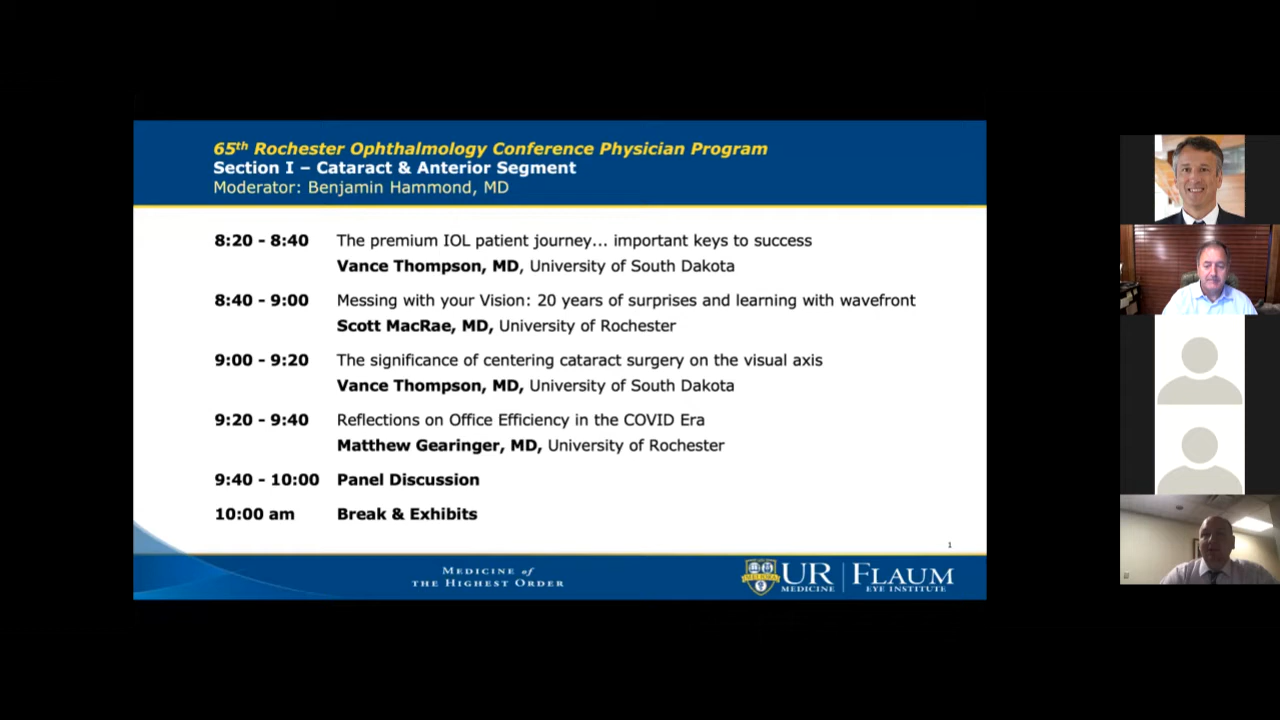 65th Rochester Ophthalmology Conference Physician Program
Section I – Cataract & Anterior Segment
Moderator: Benjamin Hammond, MD
8:20 - 8:40 The premium IOL patient journey... important keys to success
Vance Thompson, MD, University of South Dakota
8:40 - 9:00 Messing with your Vision: 20 years of surprises and learning with wavefront
Scott MacRae, MD, University of Rochester
9:00 - 9:20 The significance of centering cataract surgery on the visual axis
Vance Thompson, MD, University of South Dakota
9:20 - 9:40 Reflections on Office Efficiency in the COVID Era
Matthew Gearinger, MD, University of Rochester
9:40 - 10:00 Panel Discussion
10:00 am Break & Exhibits
1
MEDICINE of
THE HIGHEST ORDER
UR
MEDICINE
FLAUM
EYE INSTITUTE